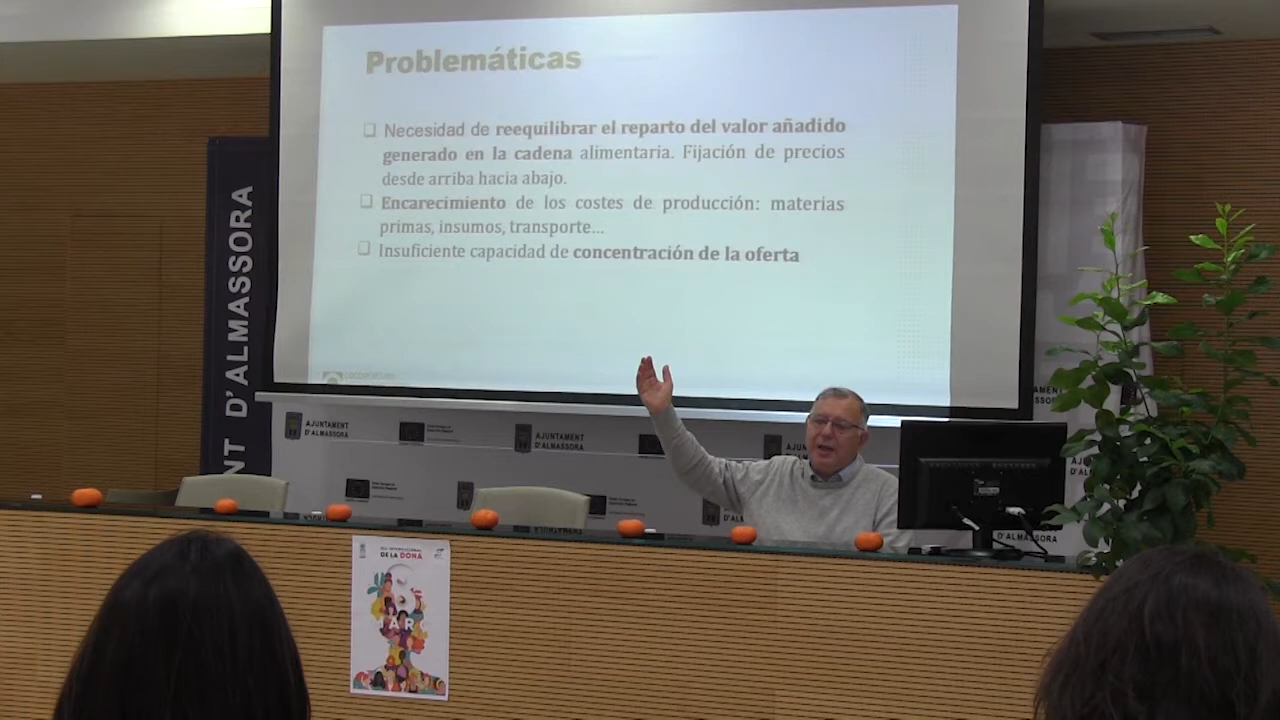 Problemáticas
Necesidad de reequilibrar el reparto del valor añadido
generado en la cadena alimentaria. Fijación de precios
desde arriba hacia abajo.
Encarecimiento de los costes de producción: materias
primas, insumos, transporte...
Insuficiente capacidad de concentración de la oferta
NT D'ALMASSORA
AJUNTAMENT
D'ALMASSORA
AJUNTAMENT
D'ALMASSORA
D'ALMASSORA
DE LA DONA
8